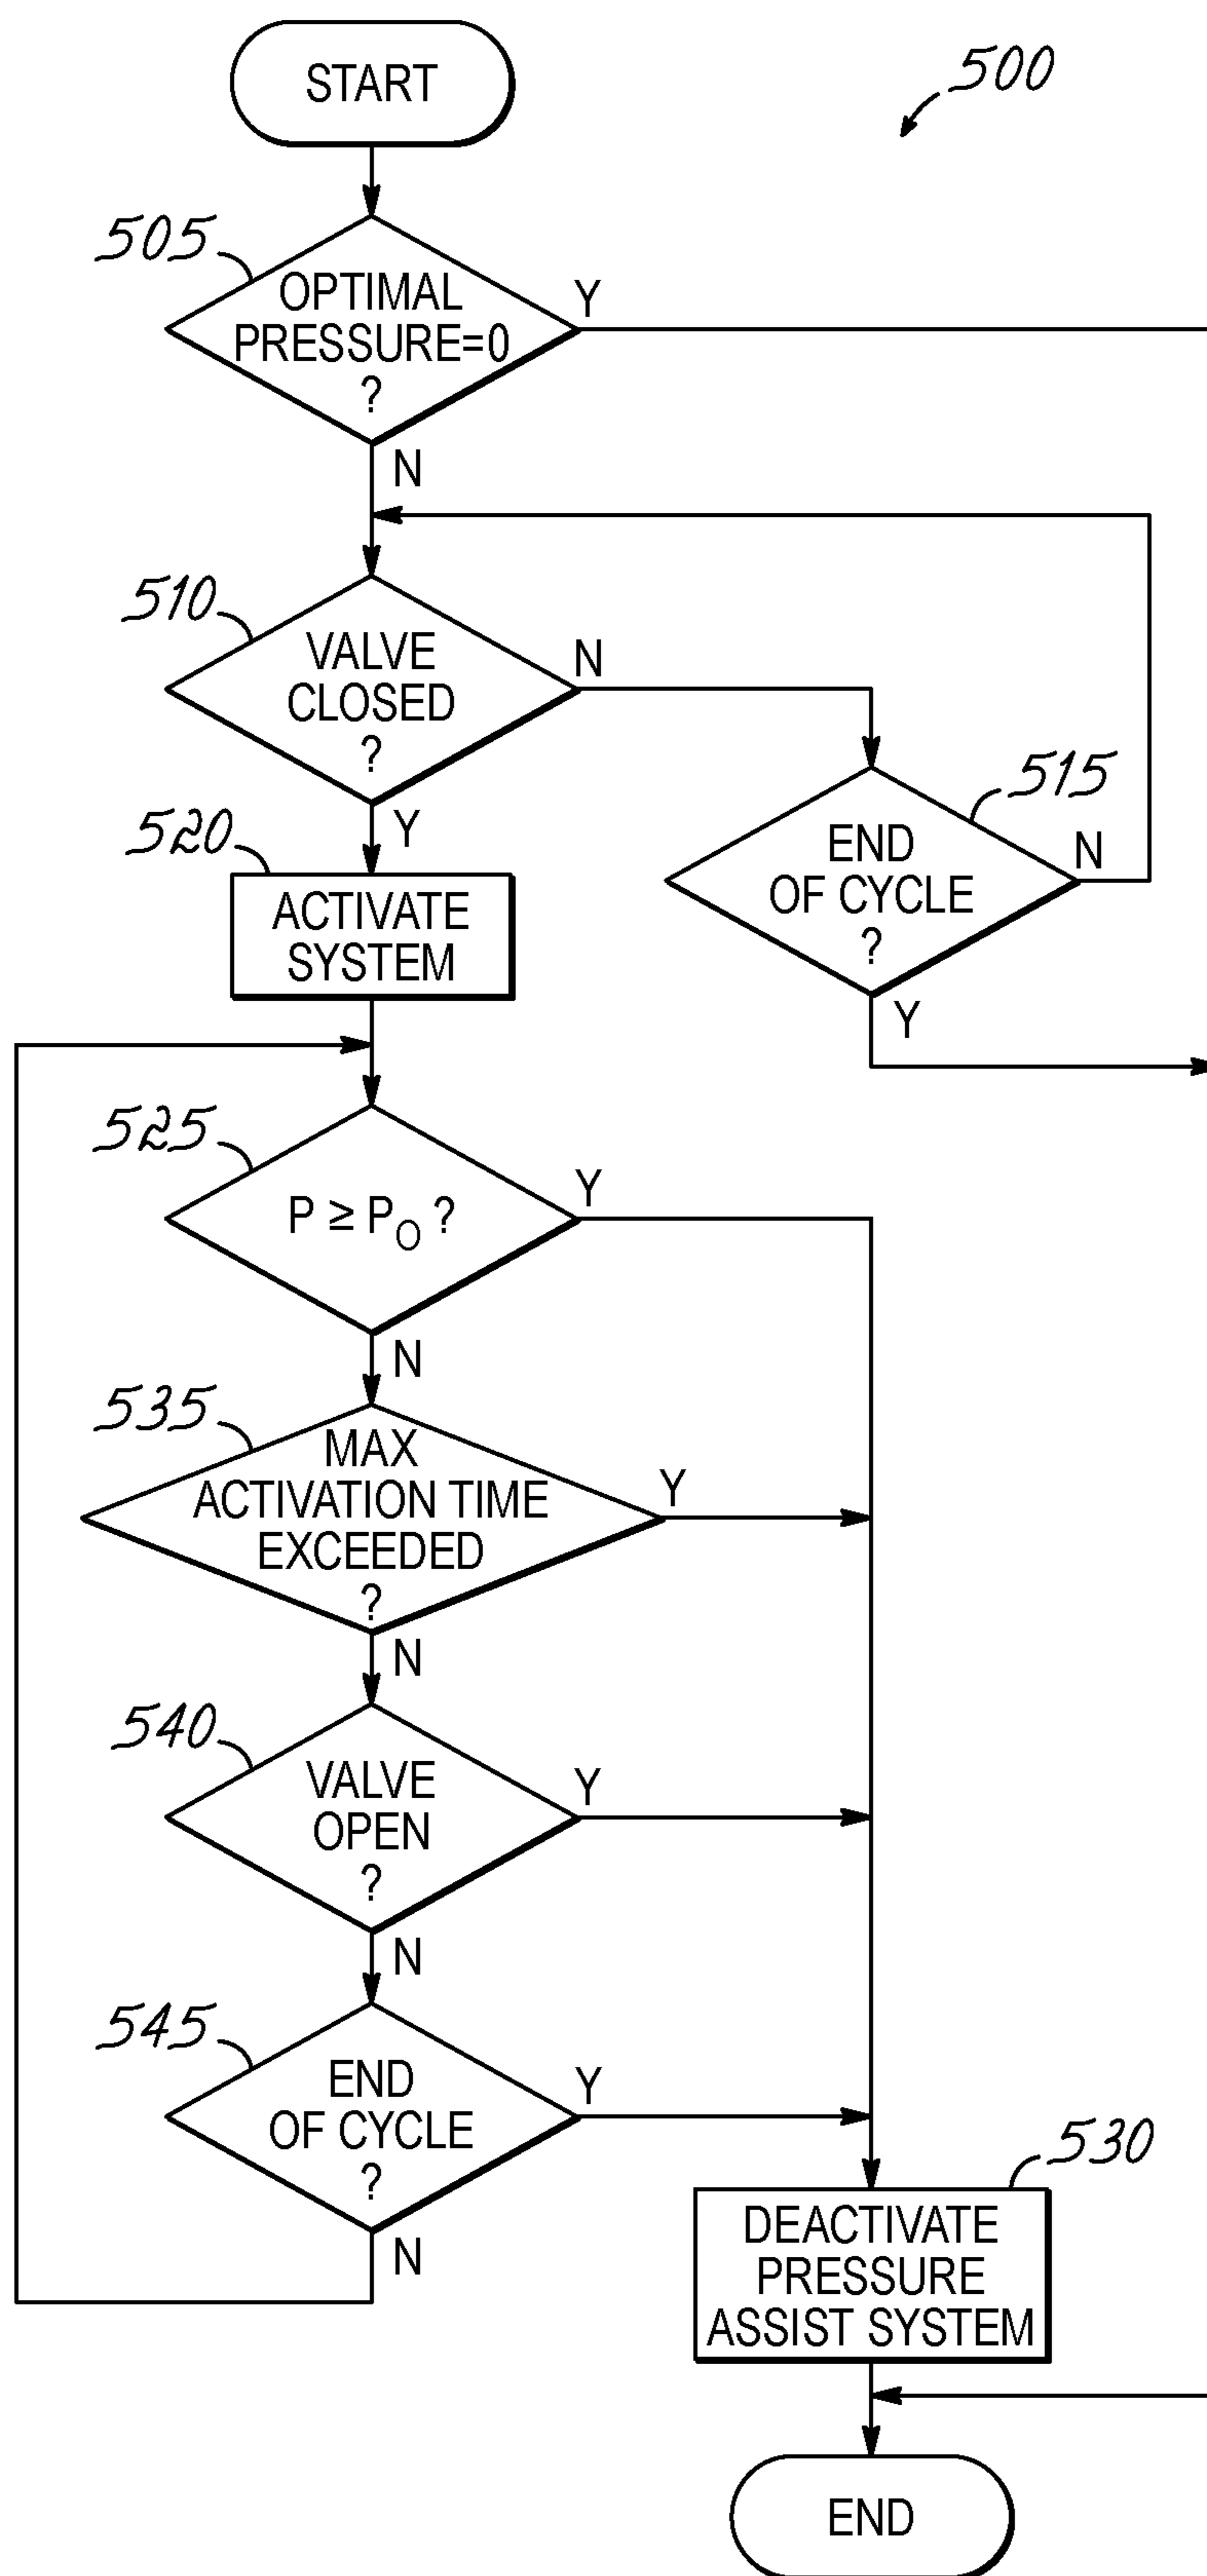 START
500
505
OPTIMAL
PRESSURE=0
?
Y
N
510
VALVE
CLOSED
?
N
Y
515
END
OF CYCLE
?
N
Y
520
ACTIVATE
SYSTEM
525
P ≥ PO ?
Y
N
535
MAX
ACTIVATION TIME
EXCEEDED
?
Y
N
540
VALVE
OPEN
?
Y
N
545
END
OF CYCLE
?
Y
N
530
DEACTIVATE
PRESSURE
ASSIST SYSTEM
END